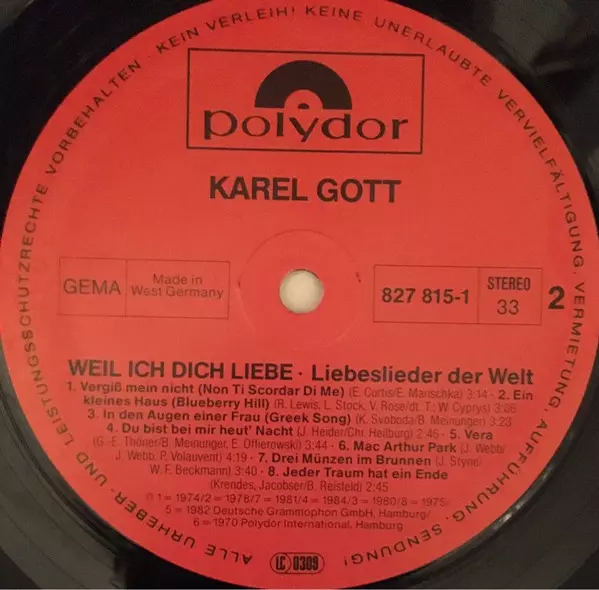 ALLE URHEBER- UND LEISTUNGSSCHUTZRECHTE VORBEHALTEN · KEIN VERLEIH! KEINE UNERLAUBTE VERVIELFÄLTIGUNG, VERMIETUNG, AUFFÜHRUNG, SENDUNG!
polydor
KAREL GOTT
GEMA
Made in
West Germany
827 815-1
STEREO
33
2
WEIL ICH DICH LIEBE · Liebeslieder der Welt
1. Vergiß mein nicht (Non Ti Scordar Di Me) (E. Curtis/E. Marischka) 3:14 · 2. Ein
kleines Haus (Blueberry Hill) (R. Lewis, L. Stock, V. Rose/dt. T.: W Cyprys) 3:06
3. In den Augen einer Frau (Greek Song) (K. Svoboda/B. Meinunger) 3:23
4. Du bist bei mir heut' Nacht (J. Heider/Chr. Heilburg) 2:45 · 5. Vera
(G.-E. Thöner/B. Meinunger, E. Offierowski) 3:44 · 6. Mac Arthur Park (J. Webb/
J. Webb. P. Volauvent) 4:19 · 7. Drei Münzen im Brunnen (J. Styne/
W. F. Beckmann) 3:40 · 8. Jeder Traum hat ein Ende
(Krendes, Jacobser/B. Reisfeld) 2:45
Ⓟ 1 = 1974/2 = 1978/7 = 1981/4 = 1984/3 = 1980/8 = 1975/
5 = 1982 Deutsche Grammophon GmbH, Hamburg/
6 = 1970 Polydor International, Hamburg
LC 0309